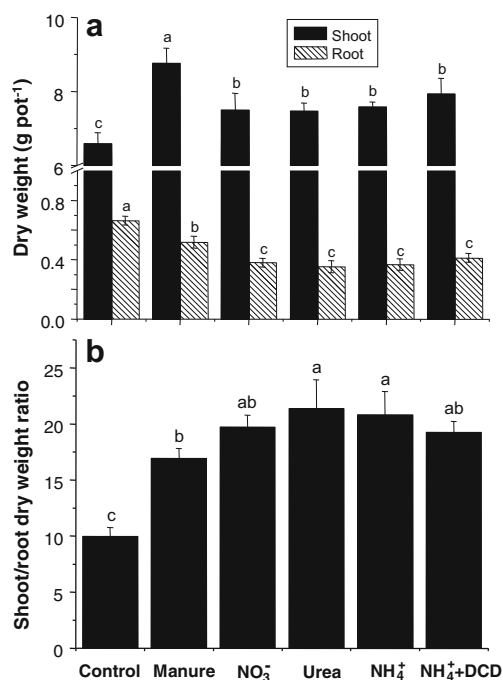 a
Shoot
Root
Dry weight (g pot⁻¹)
10
8
6
0.8
0.4
0.0
c
a
a
b
b
c
b
c
b
c
b
c
b
Shoot/root dry weight ratio
25
20
15
10
5
0
c
b
ab
a
a
ab
Control
Manure
NO₃⁻
Urea
NH₄⁺
NH₄⁺+DCD